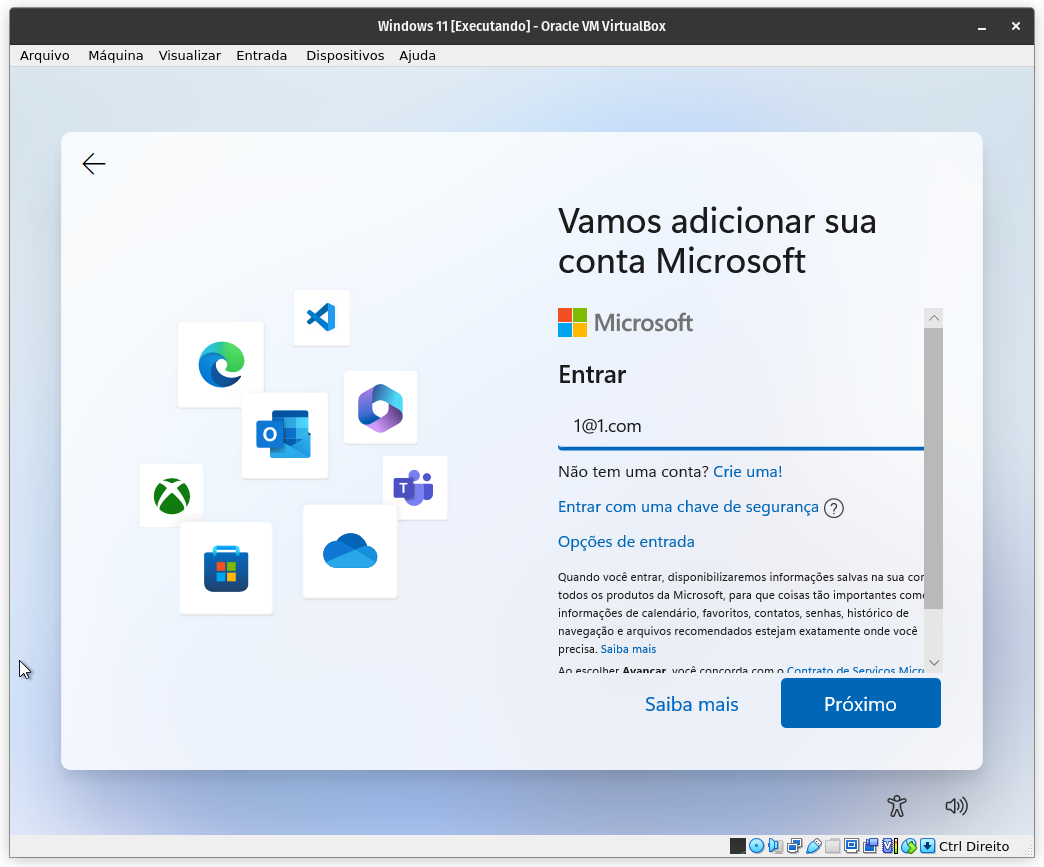 Windows 11 [Executando] - Oracle VM VirtualBox
Arquivo Máquina Visualizar Entrada Dispositivos Ajuda
Vamos adicionar sua
conta Microsoft
Microsoft
Entrar
1@1.com
Não tem uma conta? Crie uma!
Entrar com uma chave de segurança ?
Opções de entrada
Quando você entrar, disponibilizaremos informações salvas na sua con
todos os produtos da Microsoft, para que coisas tão importantes como
informações de calendário, favoritos, contatos, senhas, histórico de
navegação e arquivos recomendados estejam exatamente onde você
precisa. Saiba mais
Ao escolher Avançar, você concorda com o Contrato de Serviços Micro
Saiba mais
Próximo
Ctrl Direito